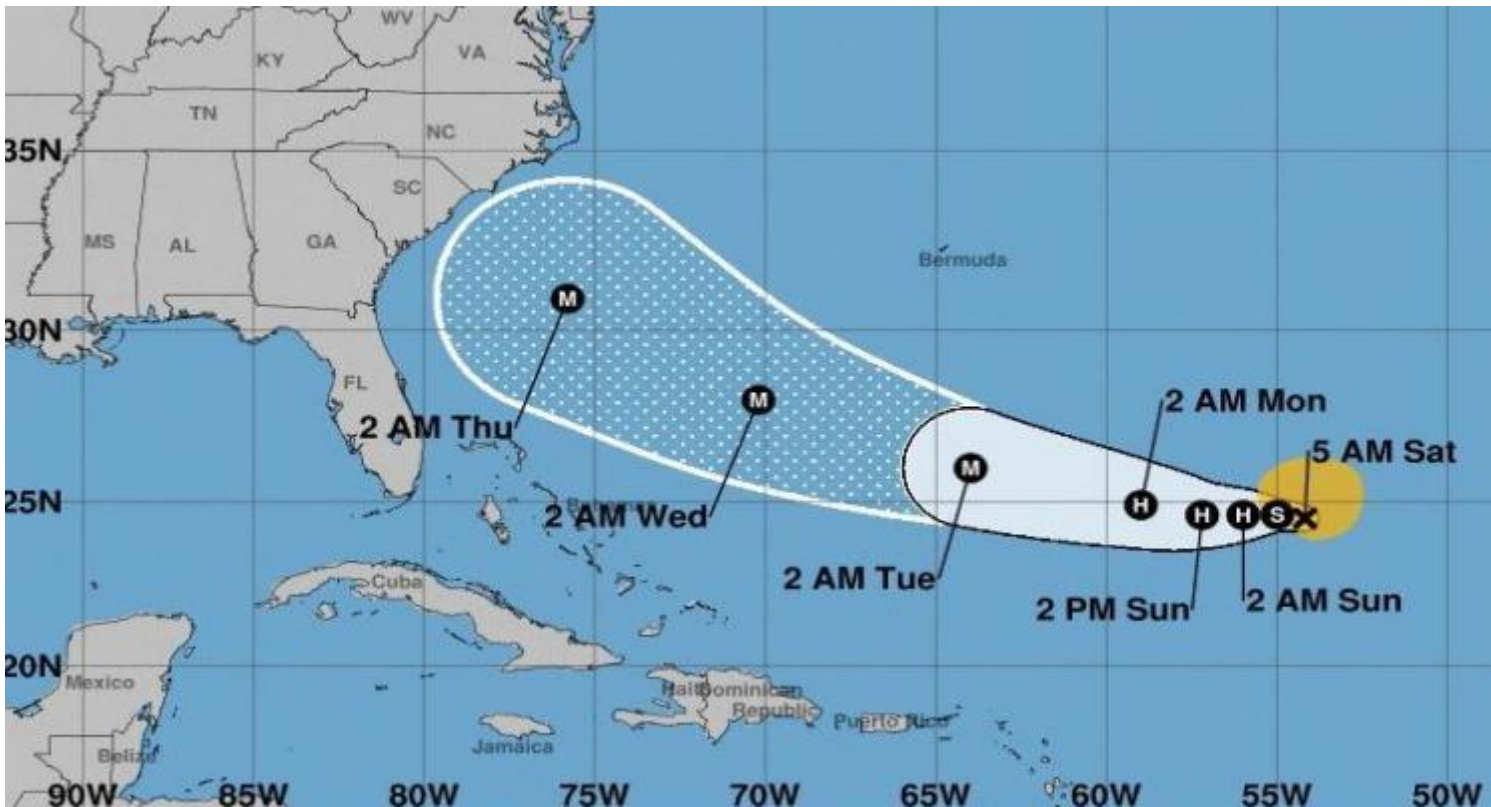 WV
KY
VA
TN
NC
35N
SC
MS
AL
GA
Bermuda
M
30N
FL
M
2 AM Thu
2 AM Mon
5 AM Sat
M
25N
H
H
H
S
2 AM Wed
Bahamas
2 AM Tue
2 PM Sun
2 AM Sun
Cuba
20N
Mexico
Haiti
Dominican
Republic
Puerto Rico
Jamaica
Belize
90W
85W
80W
75W
70W
65W
60W
55W
50W